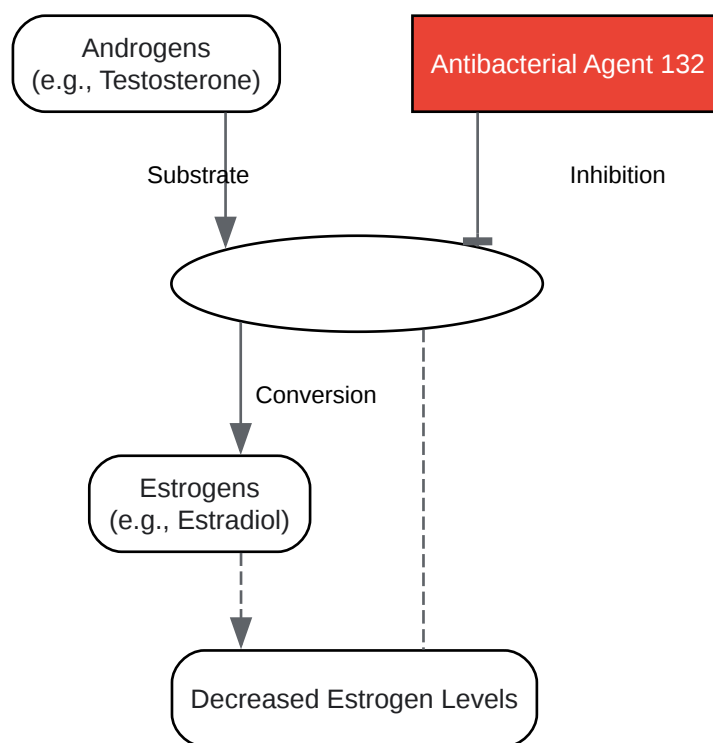 Androgens
(e.g., Testosterone)
Antibacterial Agent 132
Substrate
Inhibition
Conversion
Estrogens
(e.g., Estradiol)
Decreased Estrogen Levels